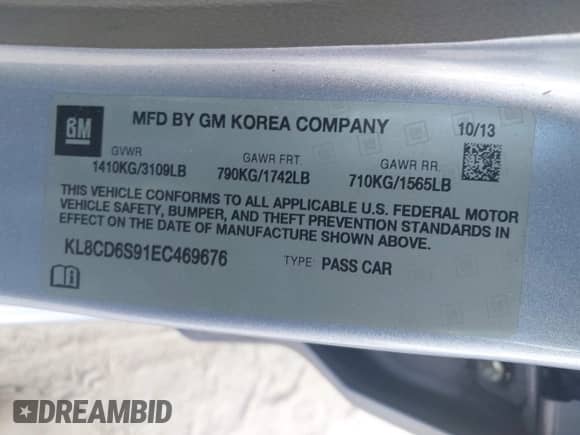 GM MFD BY GM KOREA COMPANY 10/13
GVWR GAWR FRT. GAWR RR.
1410KG/3109LB 790KG/1742LB 710KG/1565LB
THIS VEHICLE CONFORMS TO ALL APPLICABLE U.S. FEDERAL MOTOR
VEHICLE SAFETY, BUMPER, AND THEFT PREVENTION STANDARDS IN
EFFECT ON THE DATE OF MANUFACTURE SHOWN ABOVE.
KL8CD6S91EC469676 TYPE: PASS CAR
DREAMBID